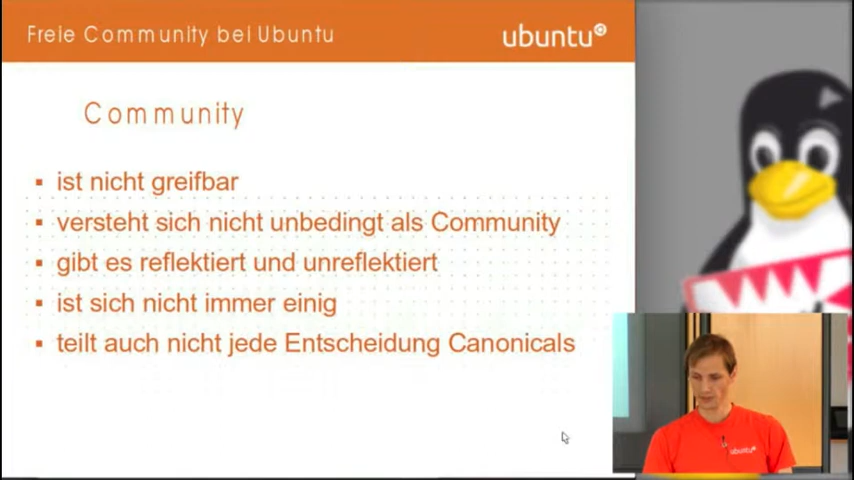 Freie Community bei Ubuntu
ubuntu
Community
ist nicht greifbar
versteht sich nicht unbedingt als Community
gibt es reflektiert und unreflektiert
ist sich nicht immer einig
teilt auch nicht jede Entscheidung Canonicals
ubuntu